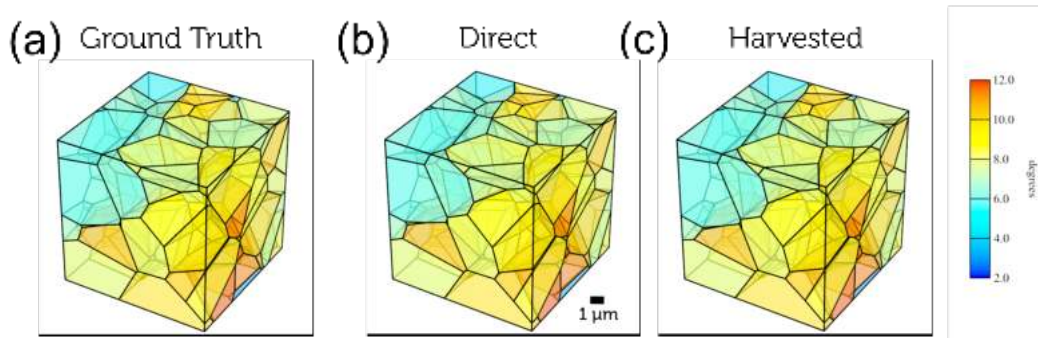 (a) Ground Truth
(b) Direct
(c) Harvested
1 μm
12.0
10.0
8.0
6.0
4.0
2.0
degrees